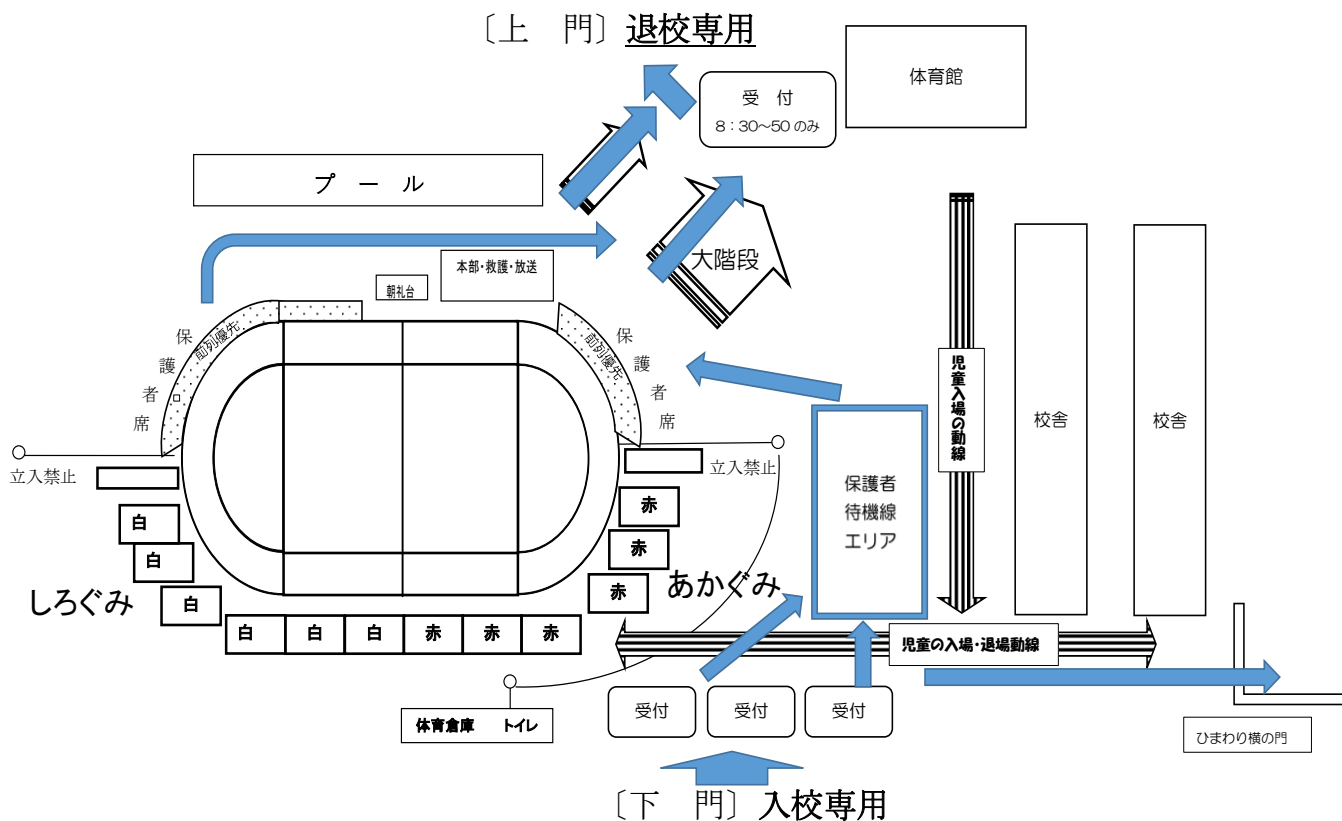 〔上　門〕退校専用
体育館
受　付
8：30～50のみ
プ　ー　ル
大階段
本部・救護・放送
朝礼台
保護者席
前列優先
前列優先
保護者席
児童入場の動線
校舎
校舎
立入禁止
立入禁止
保護者
待機線
エリア
白
白
白
しろぐみ
赤
赤
赤
あかぐみ
白
白
白
赤
赤
赤
児童の入場・退場動線
受付
受付
受付
体育倉庫　トイレ
ひまわり横の門
〔下　門〕入校専用